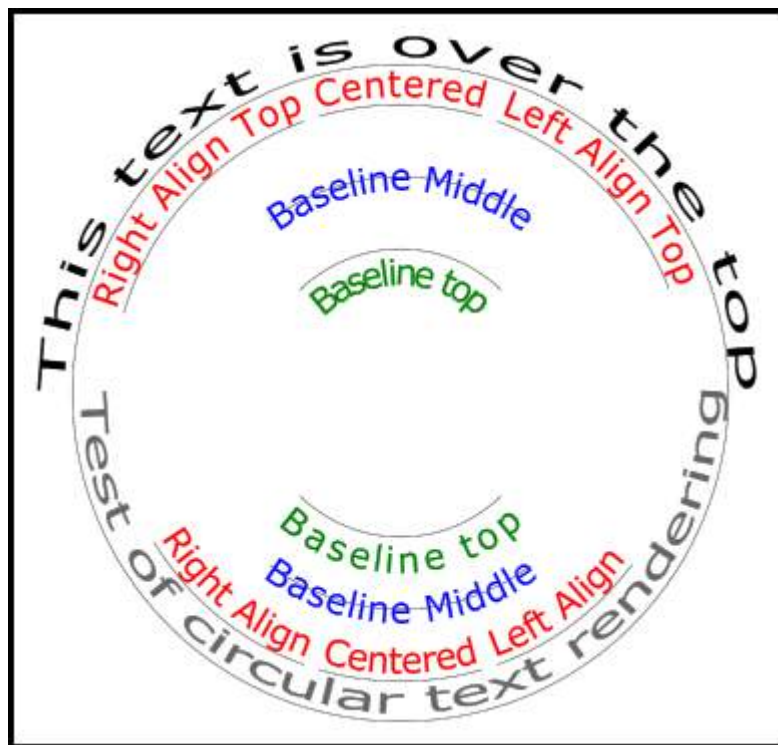 This text is over the top
Right Align Top
Centered
Left Align Top
Baseline Middle
Baseline top
Baseline top
Baseline Middle
Right Align
Centered
Left Align
Test of circular text rendering